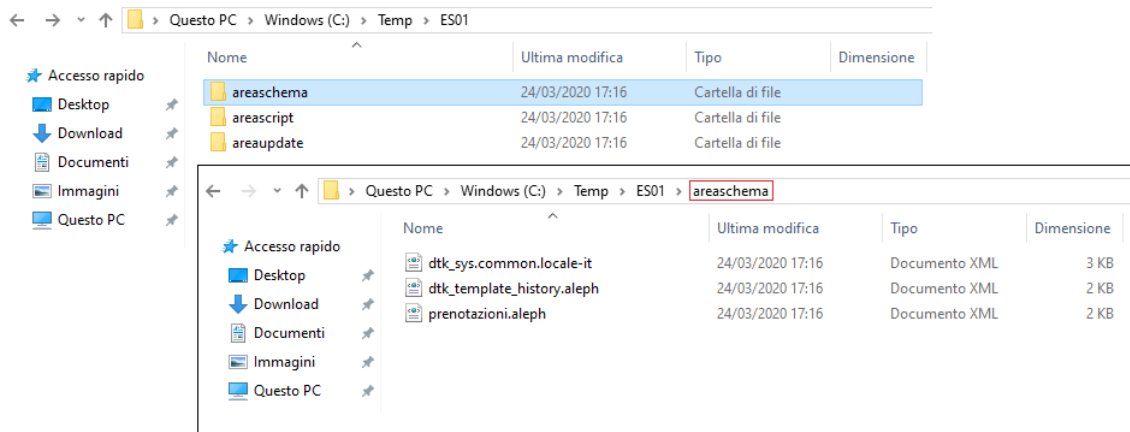 Questo PC > Windows (C:) > Temp > ES01
Nome Ultima modifica Tipo Dimensione
Accesso rapido
Desktop
Download
Documenti
Immagini
Questo PC
areaschema 24/03/2020 17:16 Cartella di file
areascript 24/03/2020 17:16 Cartella di file
areaupdate 24/03/2020 17:16 Cartella di file
Questo PC > Windows (C:) > Temp > ES01 > areaschema
Nome Ultima modifica Tipo Dimensione
Accesso rapido
Desktop
Download
Documenti
Immagini
Questo PC
dtk_sys.common.locale-it 24/03/2020 17:16 Documento XML 3 KB
dtk_template_history.aleph 24/03/2020 17:16 Documento XML 2 KB
prenotazioni.aleph 24/03/2020 17:16 Documento XML 2 KB